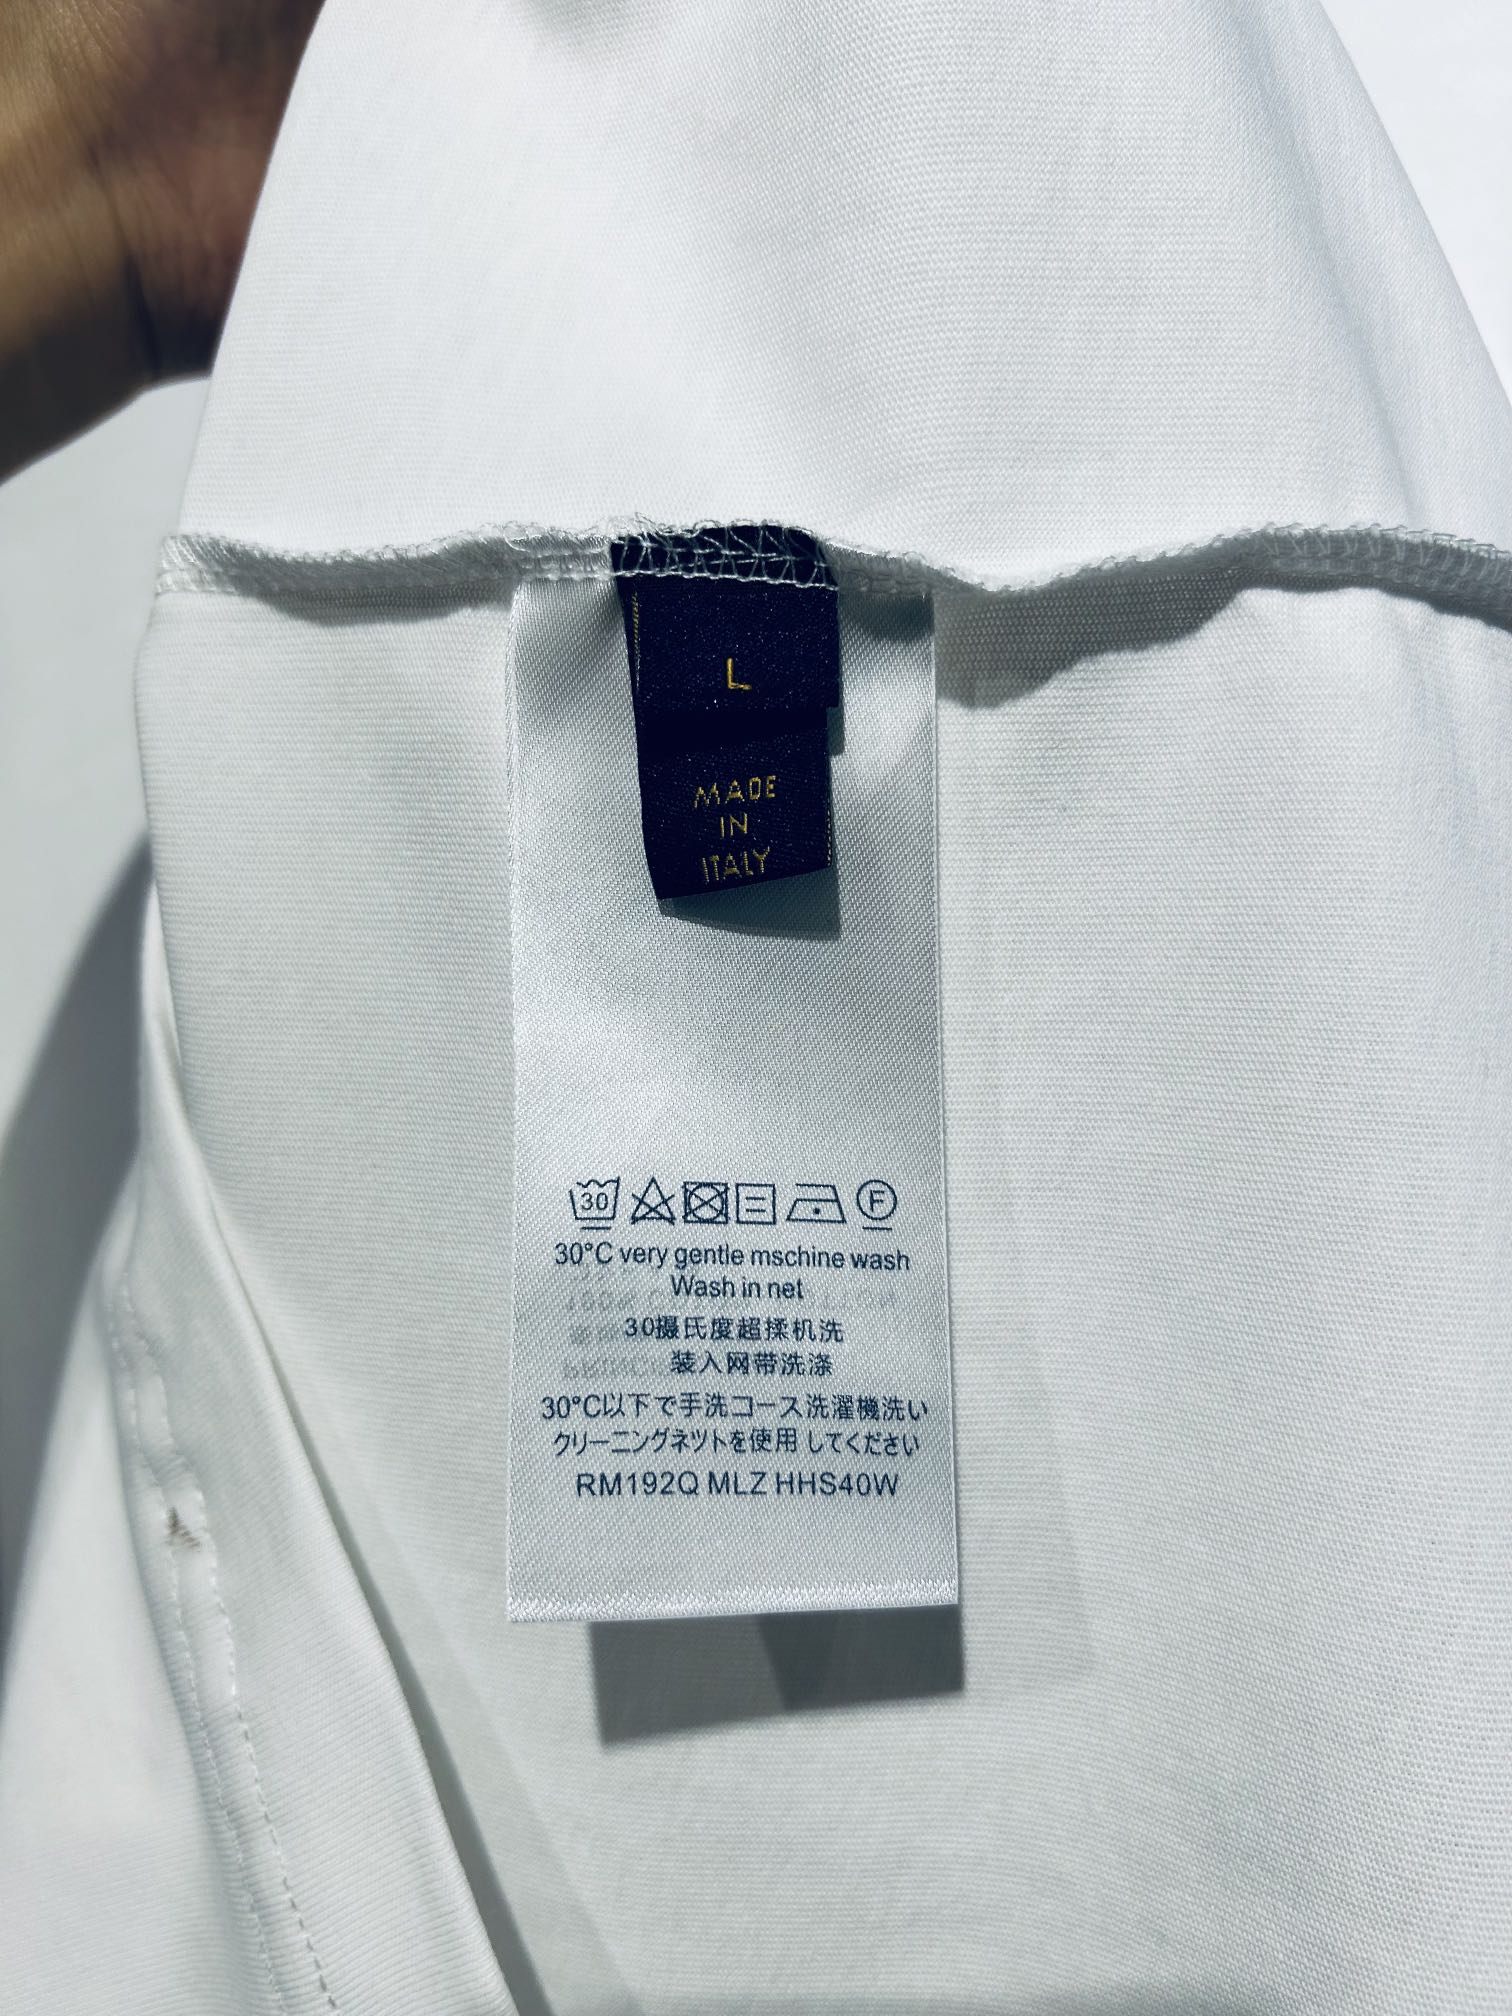 L
MADE
IN
ITALY
30 F
30°C very gentle mschine wash
Wash in net
30摄氏度超揉机洗
装入网带洗涤
30°C以下で手洗コース洗濯機洗い
クリーニングネツトを使用してください
RM192Q MLZ HHS40W